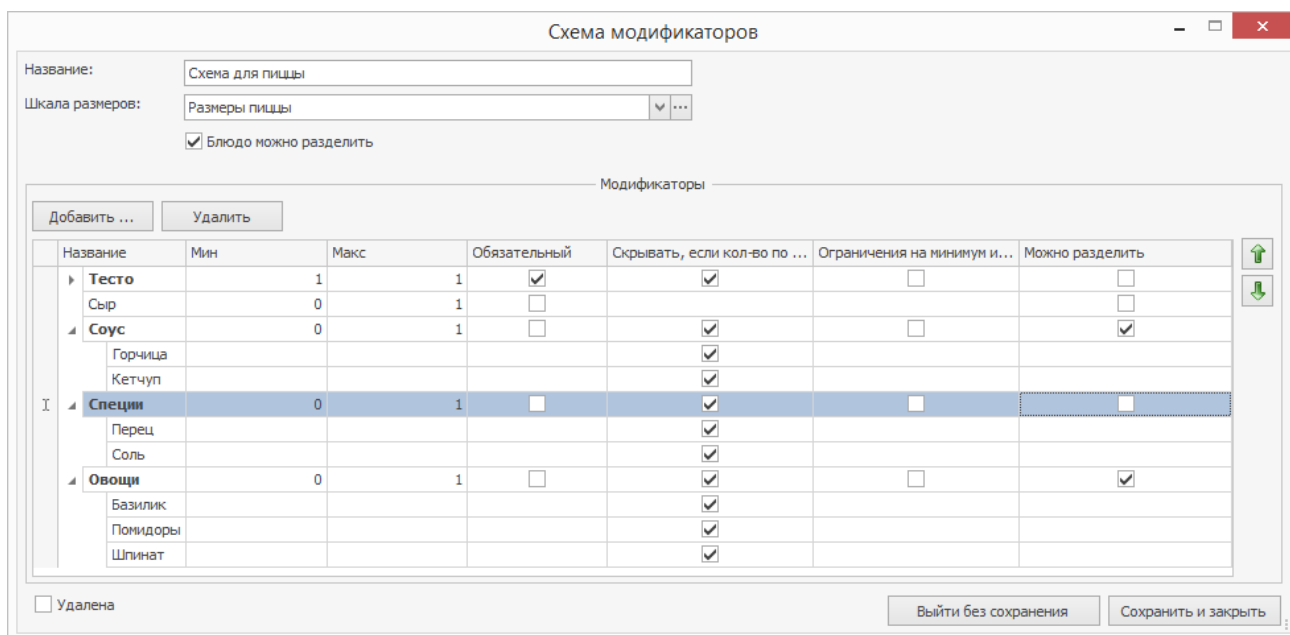 Схема модификаторов
Название: Схема для пиццы
Шкала размеров: Размеры пиццы
Блюдо можно разделить
Модификаторы
Добавить ... Удалить
Название Мин Макс Обязательный Скрывать, если кол-во по ... Ограничения на минимум и... Можно разделить
Тесто 1 1
Сыр 0 1
Соус 0 1
Горчица
Кетчуп
Специи 0 1
Перец
Соль
Овощи 0 1
Базилик
Помидоры
Шпинат
Удалена Выйти без сохранения Сохранить и закрыть